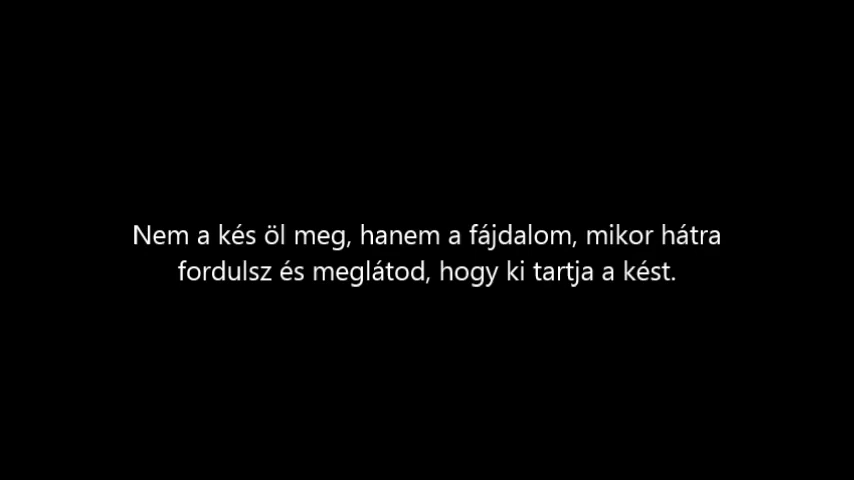 Nem a kés öl meg, hanem a fájdalom, mikor hátra
fordulsz és meglátod, hogy ki tartja a kést.